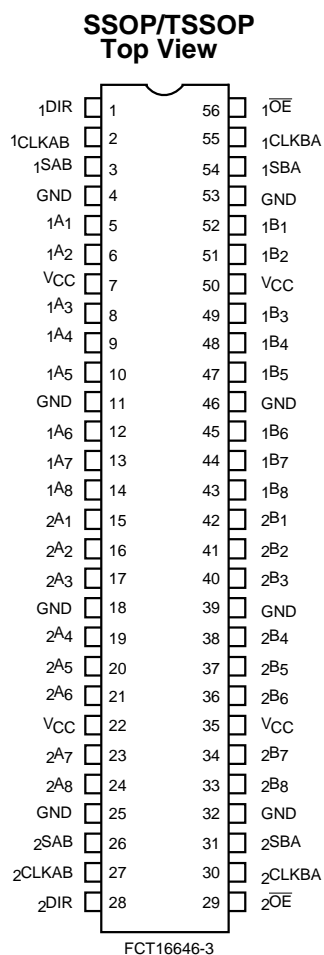 SSOP/TSSOP
Top View
1DIR 1 56 1OE
1CLKAB 2 55 1CLKBA
1SAB 3 54 1SBA
GND 4 53 GND
1A1 5 52 1B1
1A2 6 51 1B2
VCC 7 50 VCC
1A3 8 49 1B3
1A4 9 48 1B4
1A5 10 47 1B5
GND 11 46 GND
1A6 12 45 1B6
1A7 13 44 1B7
1A8 14 43 1B8
2A1 15 42 2B1
2A2 16 41 2B2
2A3 17 40 2B3
GND 18 39 GND
2A4 19 38 2B4
2A5 20 37 2B5
2A6 21 36 2B6
VCC 22 35 VCC
2A7 23 34 2B7
2A8 24 33 2B8
GND 25 32 GND
2SAB 26 31 2SBA
2CLKAB 27 30 2CLKBA
2DIR 28 29 2OE
FCT16646-3